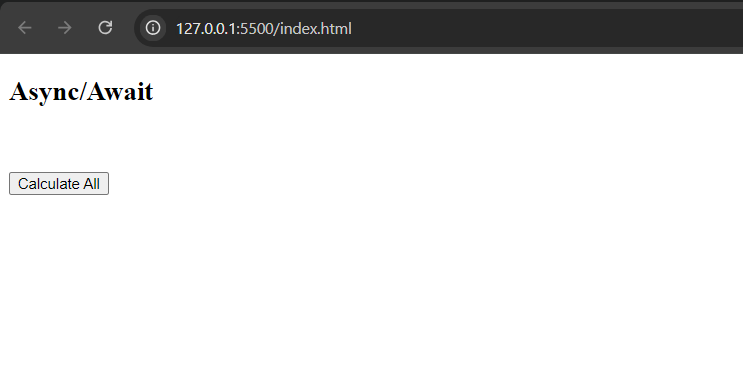 127.0.0.1:5500/index.html
Async/Await
Calculate All